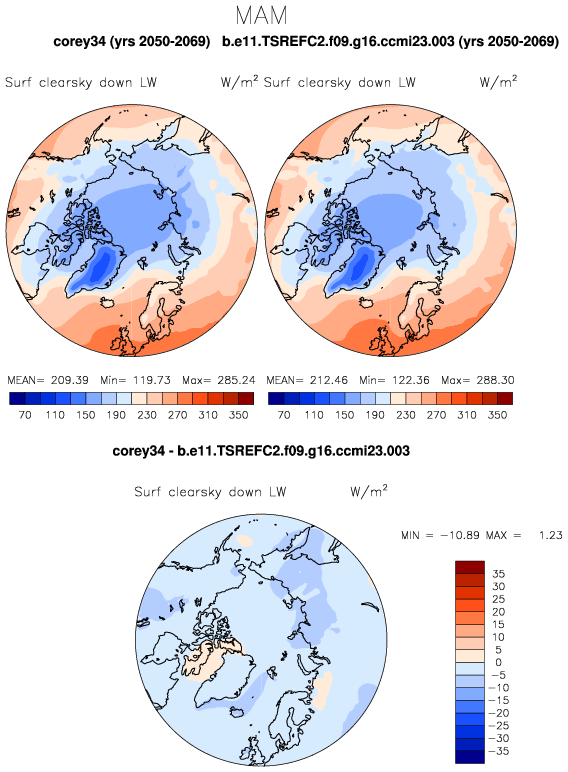 MAM
corey34 (yrs 2050-2069) b.e11.TSREFC2.f09.g16.ccmi23.003 (yrs 2050-2069)
Surf clearsky down LW W/m² Surf clearsky down LW W/m²
MEAN= 209.39 Min= 119.73 Max= 285.24 MEAN= 212.46 Min= 122.36 Max= 288.30
70 110 150 190 230 270 310 350 70 110 150 190 230 270 310 350
corey34 - b.e11.TSREFC2.f09.g16.ccmi23.003
Surf clearsky down LW W/m²
MIN = -10.89 MAX = 1.23
35
30
25
20
15
10
5
0
-5
-10
-15
-20
-25
-30
-35